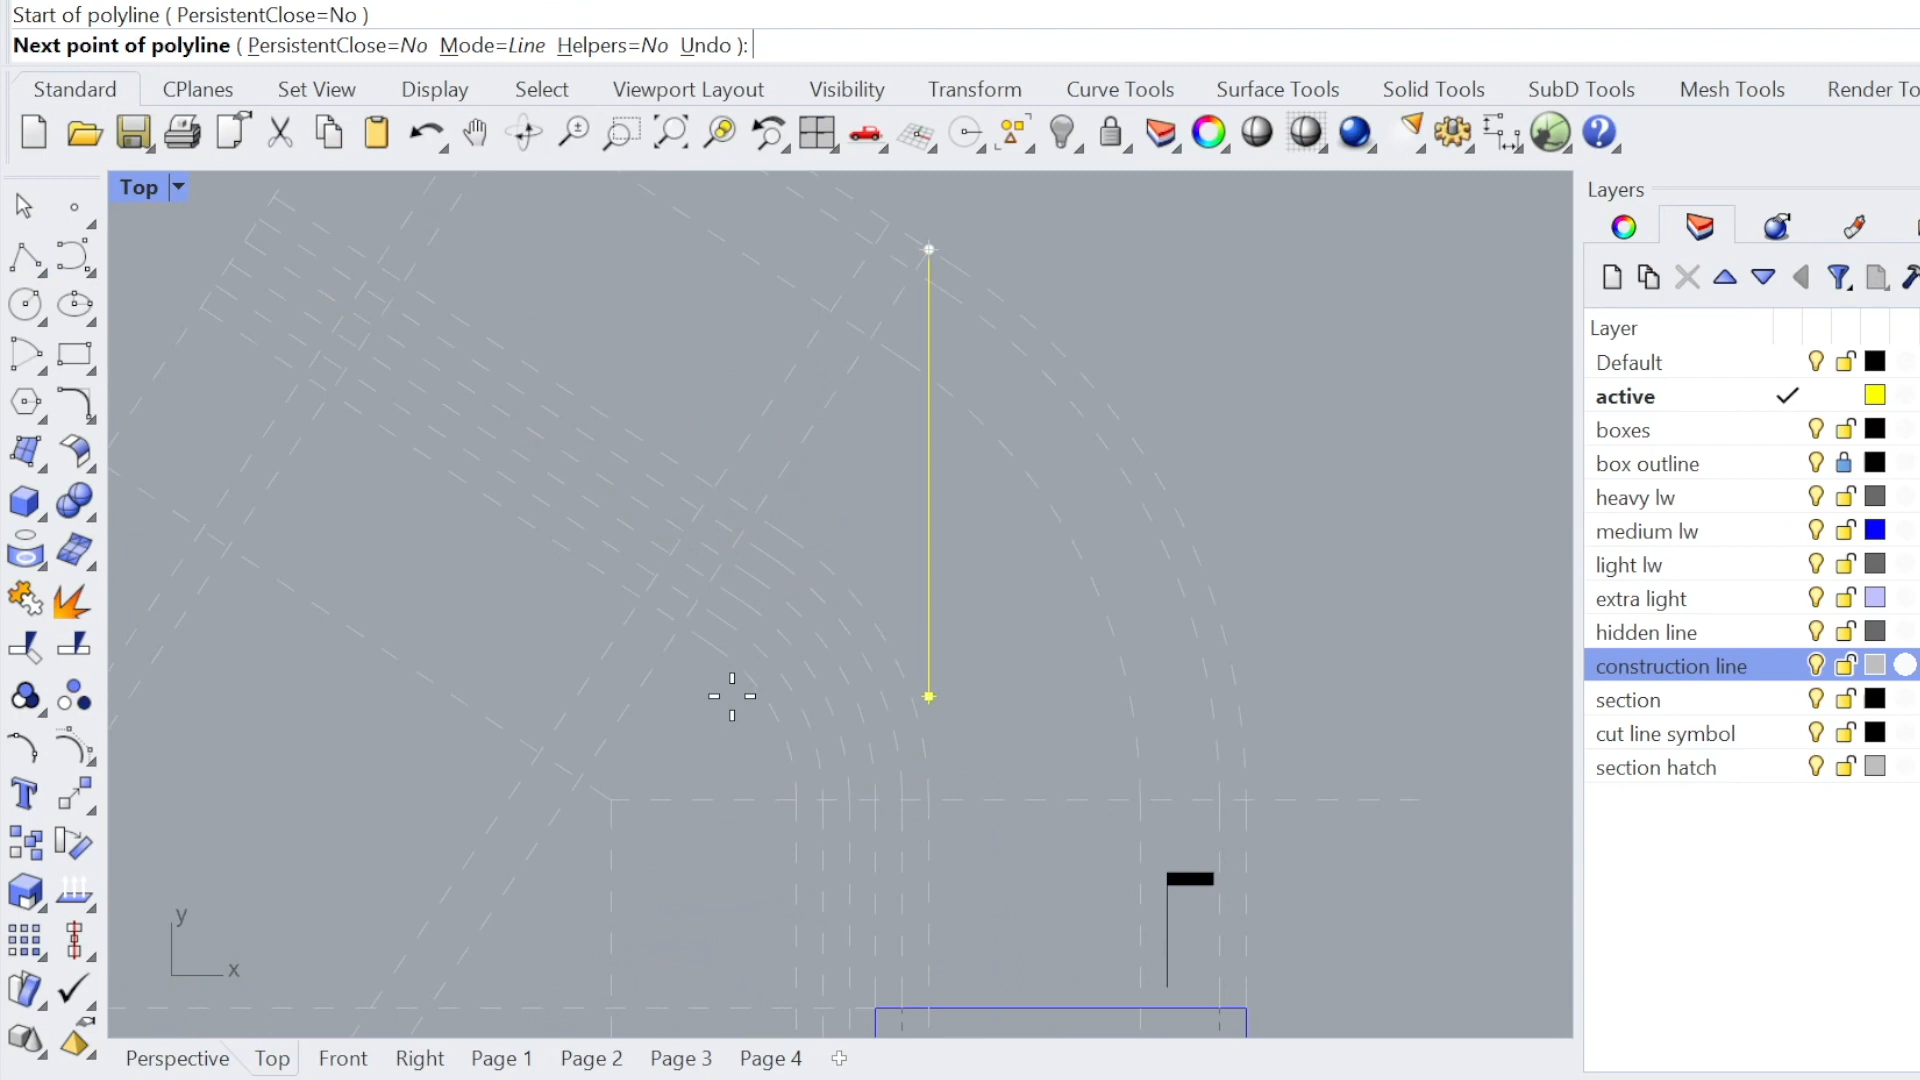 Start of polyline ( PersistentClose=No )
Next point of polyline ( PersistentClose=No Mode=Line Helpers=No Undo ):
Standard CPlanes Set View Display Select Viewport Layout Visibility Transform Curve Tools Surface Tools Solid Tools SubD Tools Mesh Tools Render To
Top
Layers
Layer
Default
active
boxes
box outline
heavy lw
medium lw
light lw
extra light
hidden line
construction line
section
cut line symbol
section hatch
y
x
Perspective Top Front Right Page 1 Page 2 Page 3 Page 4